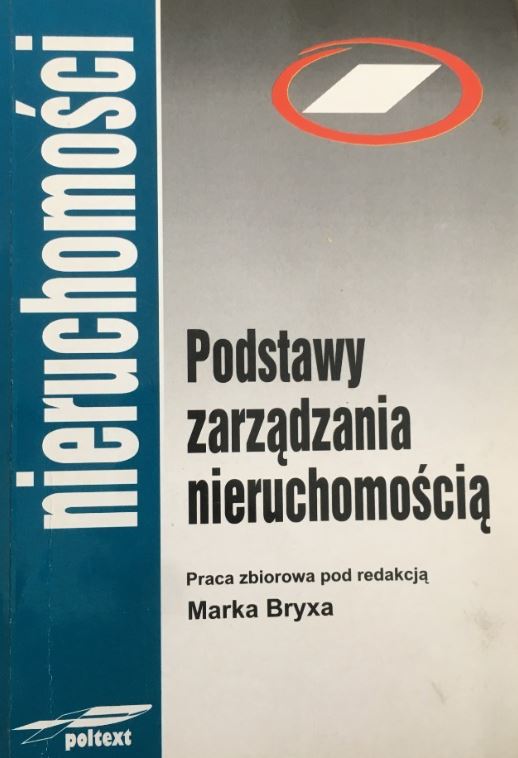 nieruchomości
Podstawy
zarządzania
nieruchomością
Praca zbiorowa pod redakcją
Marka Bryxa
poltext